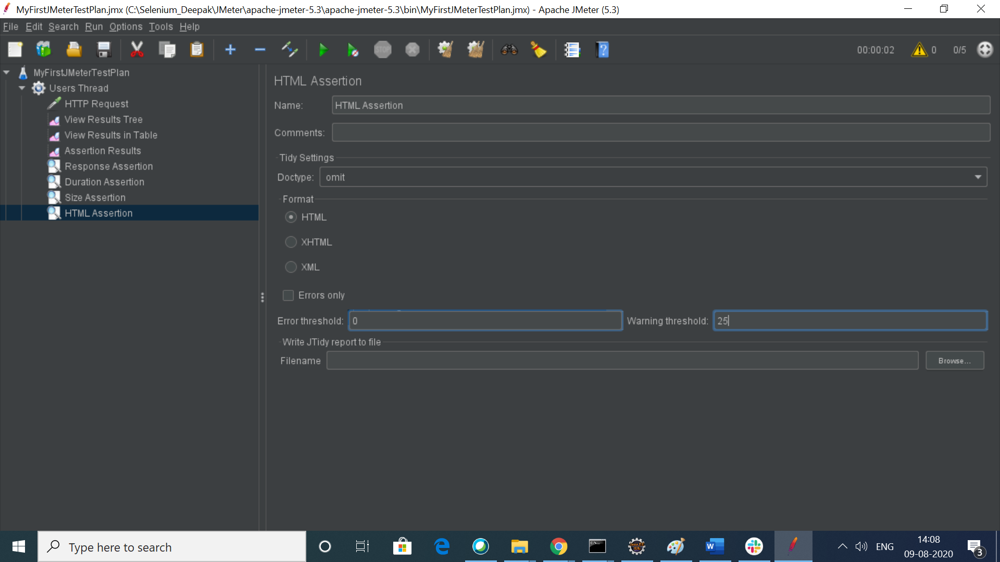 MyFirstJMeterTestPlan.jmx (C:\Selenium_Deepak\JMeter\apache-jmeter-5.3\apache-jmeter-5.3\bin\MyFirstJMeterTestPlan.jmx) - Apache JMeter (5.3)
File Edit Search Run Options Tools Help
STOP
00:00:02 0 0/5
MyFirstJMeterTestPlan
Users Thread
HTTP Request
View Results Tree
View Results in Table
Assertion Results
Response Assertion
Duration Assertion
Size Assertion
HTML Assertion
HTML Assertion
Name: HTML Assertion
Comments:
Tidy Settings
Doctype: omit
Format
HTML
XHTML
XML
Errors only
Error threshold: 0 Warning threshold: 25
Write JTidy report to file
Filename Browse...
Type here to search
Java EE
IDE
W
ENG
14:08
09-08-2020
3